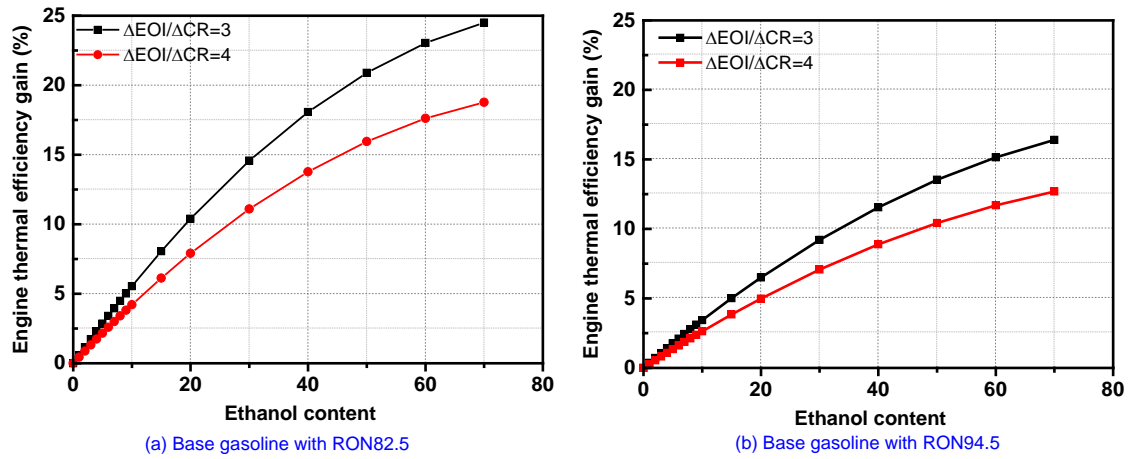 25
20
15
10
5
0
Engine thermal efficiency gain (%)
ΔEOI/ΔCR=3
ΔEOI/ΔCR=4
0 20 40 60 80
Ethanol content
(a) Base gasoline with RON82.5
25
20
15
10
5
0
Engine thermal efficiency gain (%)
ΔEOI/ΔCR=3
ΔEOI/ΔCR=4
0 20 40 60 80
Ethanol content
(b) Base gasoline with RON94.5